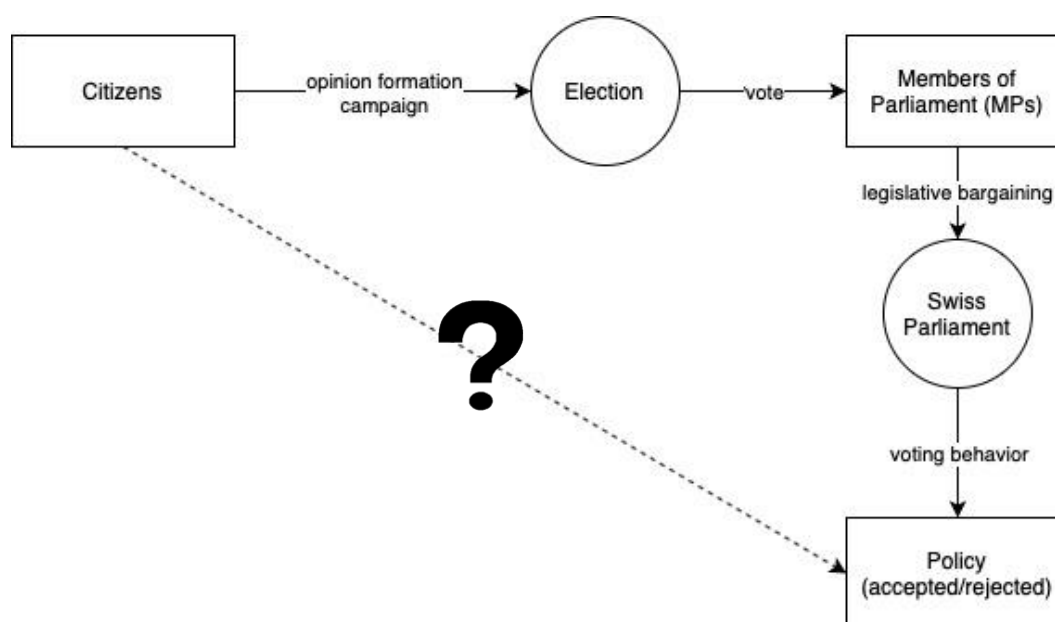 Citizens
opinion formation
campaign
Election
vote
Members of
Parliament (MPs)
legislative bargaining
Swiss
Parliament
?
voting behavior
Policy
(accepted/rejected)